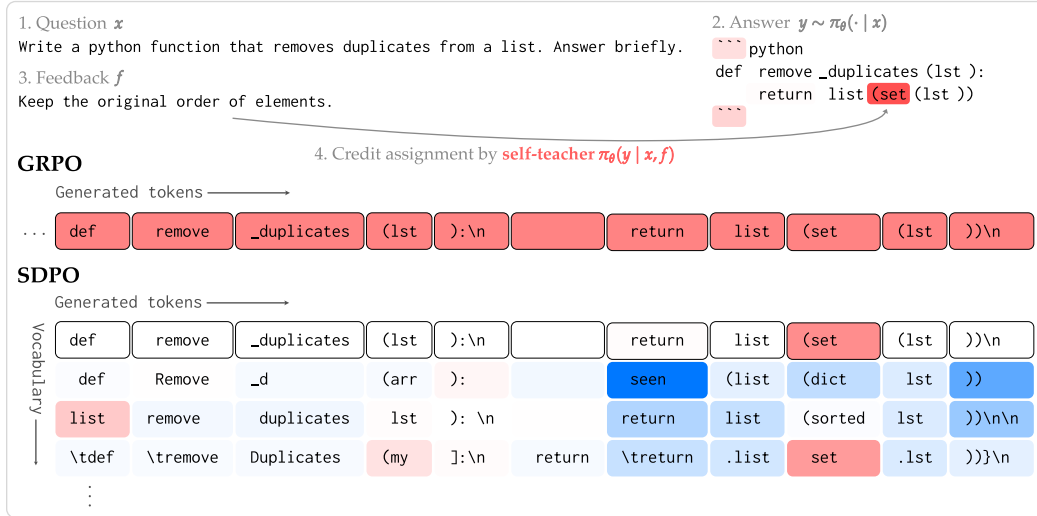 1. Question x
Write a python function that removes duplicates from a list. Answer briefly.
3. Feedback f
Keep the original order of elements.
2. Answer y ∼ π_θ(· | x)
```python
def remove_duplicates(lst):
return list(set(lst))
```
4. Credit assignment by self-teacher π_θ(y | x, f)
GRPO
Generated tokens
... def remove _duplicates (lst ):\n return list (set (lst ))\n
SDPO
Generated tokens
Vocabulary
def remove _duplicates (lst ):\n return list (set (lst ))\n
def Remove _d (arr ): seen (list (dict lst ))
list remove duplicates lst ): \n return list (sorted lst ))\n\n
\tdef \tremove Duplicates (my ]:\n return \treturn .list set .lst ))}\n
⋮